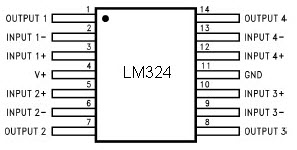 OUTPUT 1 1 14 OUTPUT 4
INPUT 1- 2 13 INPUT 4-
INPUT 1+ 3 12 INPUT 4+
V+ 4 LM324 11 GND
INPUT 2+ 5 10 INPUT 3+
INPUT 2- 6 9 INPUT 3-
OUTPUT 2 7 8 OUTPUT 3